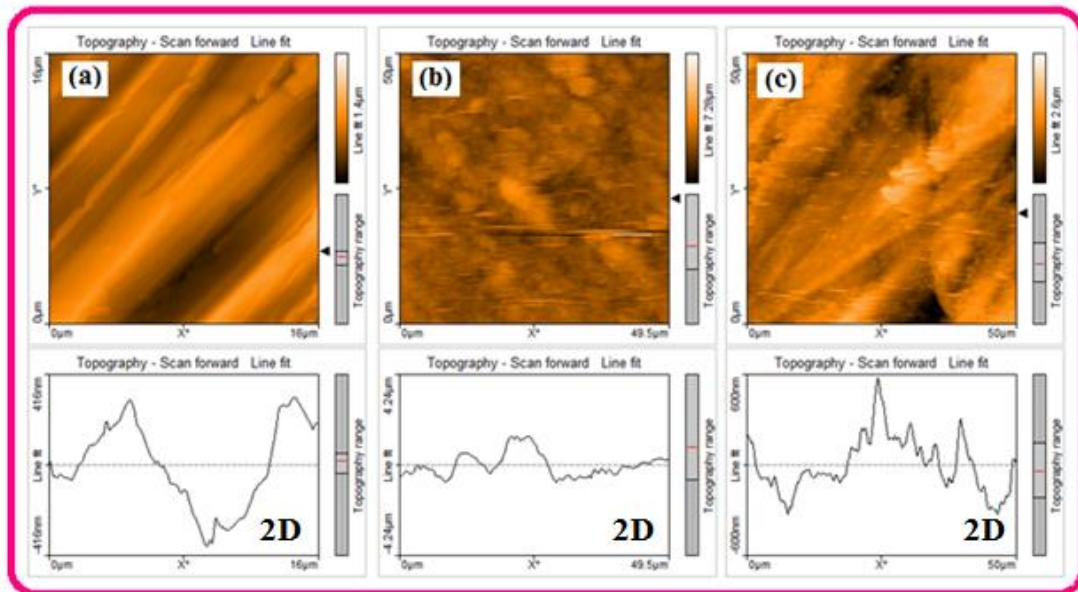 Topography - Scan forward Line fit
(a)
16µm
Y*
0µm
0µm
X*
16µm
Line fit 1.4µm
Topography range
Topography - Scan forward Line fit
(b)
50µm
Y*
0µm
0µm
X*
49.5µm
Line fit 7.28µm
Topography range
Topography - Scan forward Line fit
(c)
50µm
Y*
0µm
0µm
X*
50µm
Line fit 2.6µm
Topography range
Topography - Scan forward Line fit
416nm
Line fit
-416nm
0µm
X*
16µm
2D
Topography range
Topography - Scan forward Line fit
4.24µm
Line fit
-4.24µm
0µm
X*
49.5µm
2D
Topography range
Topography - Scan forward Line fit
600nm
Line fit
-600nm
0µm
X*
50µm
2D
Topography range